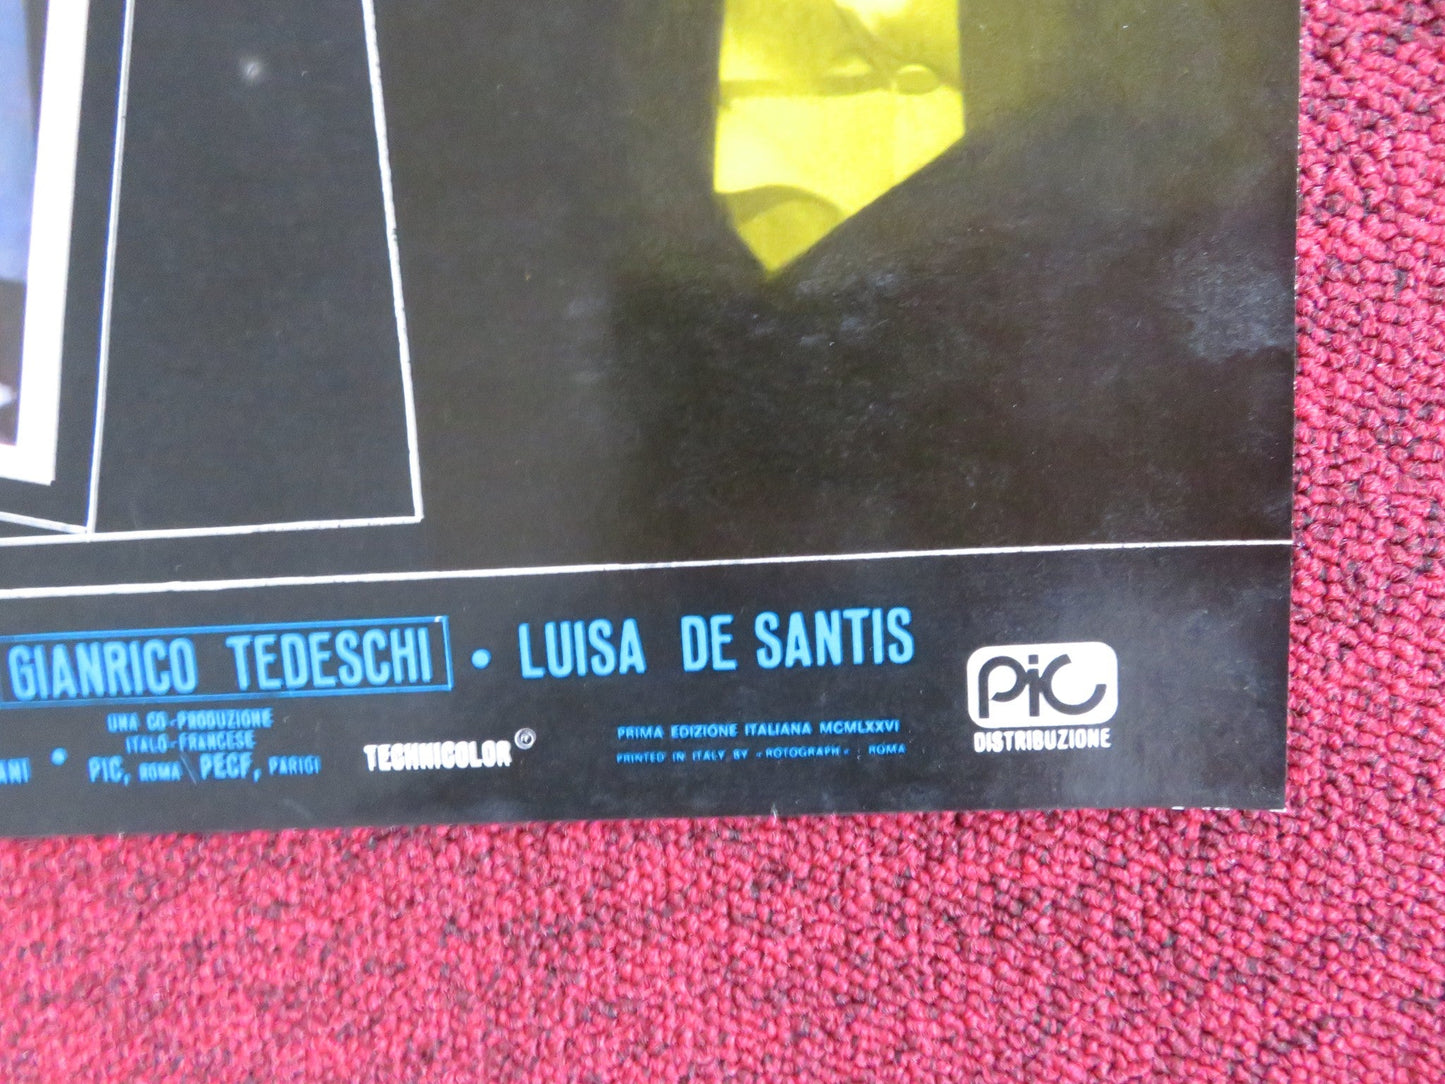 GIANRICO TEDESCHI • LUISA DE SANTIS
ANI •
UNA CO-PRODUZIONE
ITALO-FRANCESE
PIC, ROMA \ PECF, PARIGI
TECHNICOLOR®
PRIMA EDIZIONE ITALIANA MCMLXXVI
PRINTED IN ITALY BY «ROTOGRAPH» : ROMA
PiC
DISTRIBUZIONE